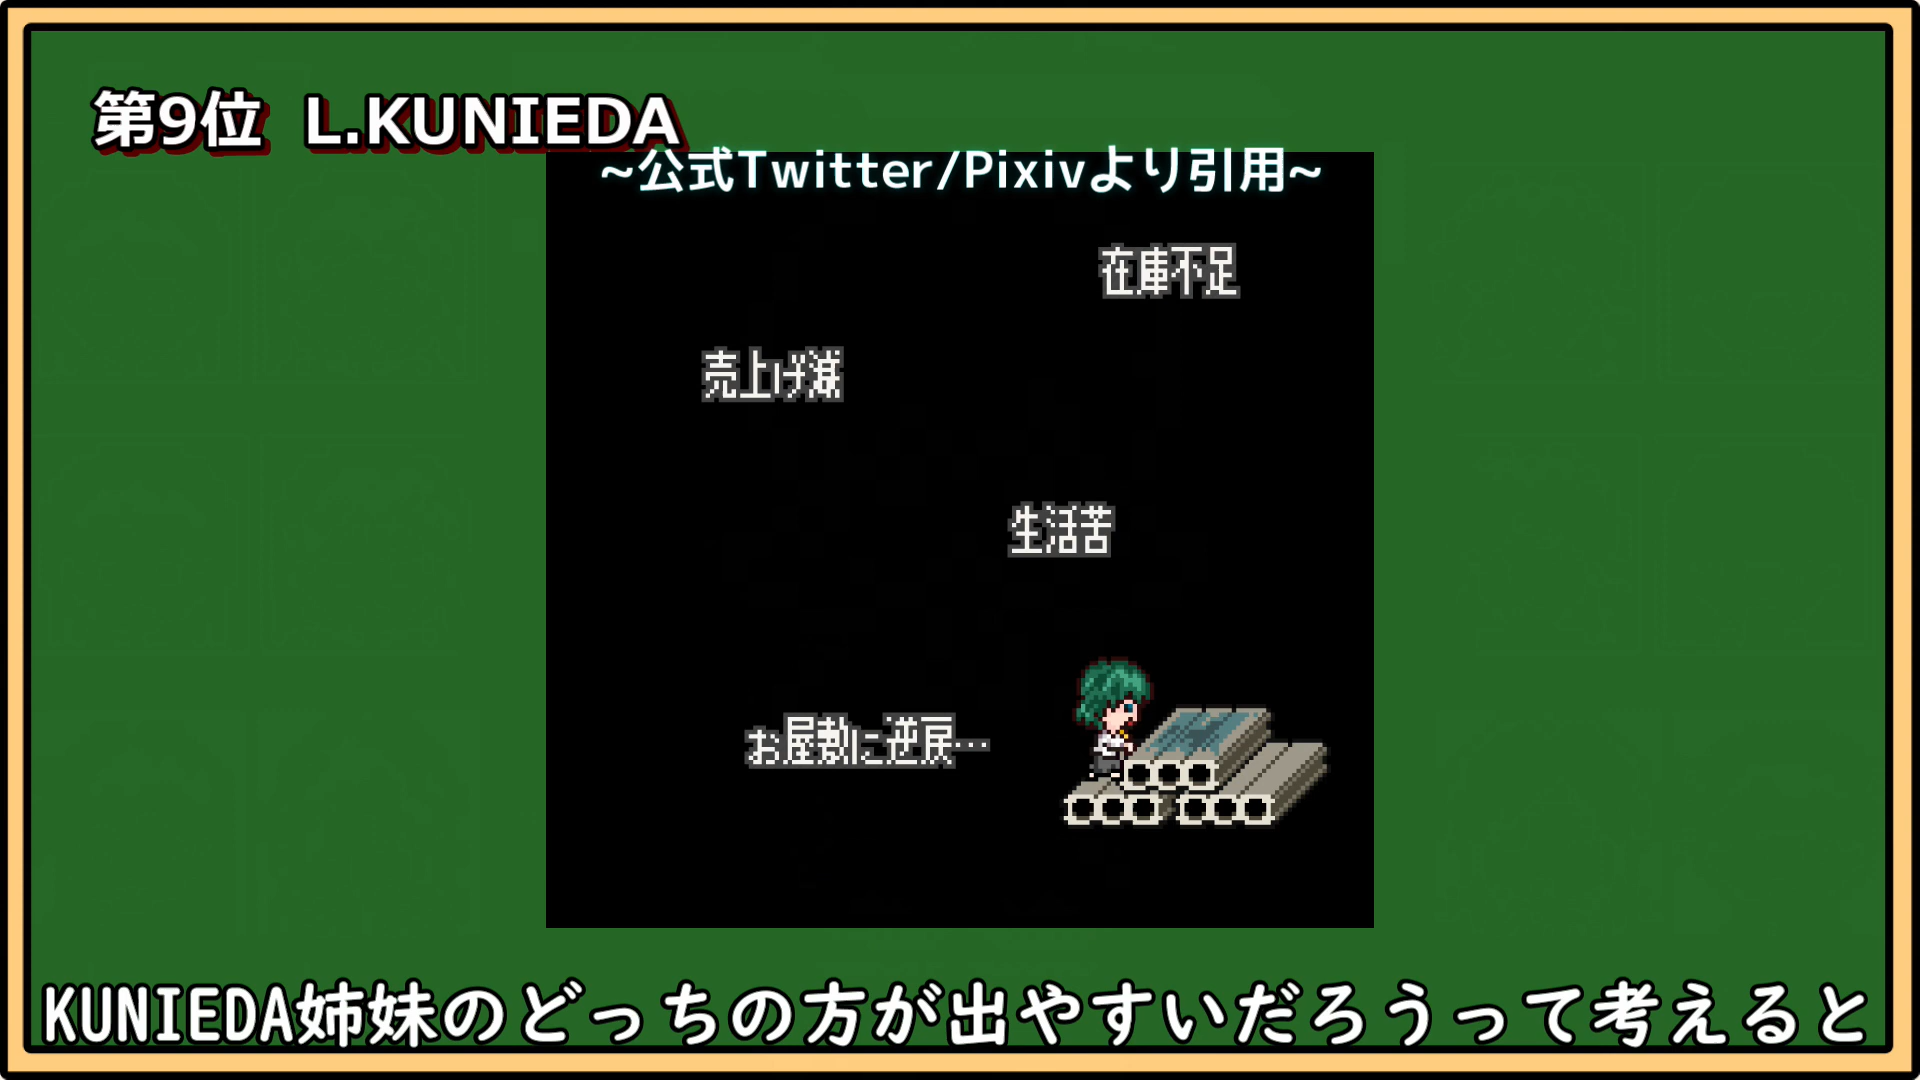 第9位 L.KUNIEDA
~公式Twitter/Pixivより引用~
在庫不足
売上げ減
生活苦
お屋敷に逆戻…
KUNIEDA姉妹のどっちの方が出やすいだろうって考えると